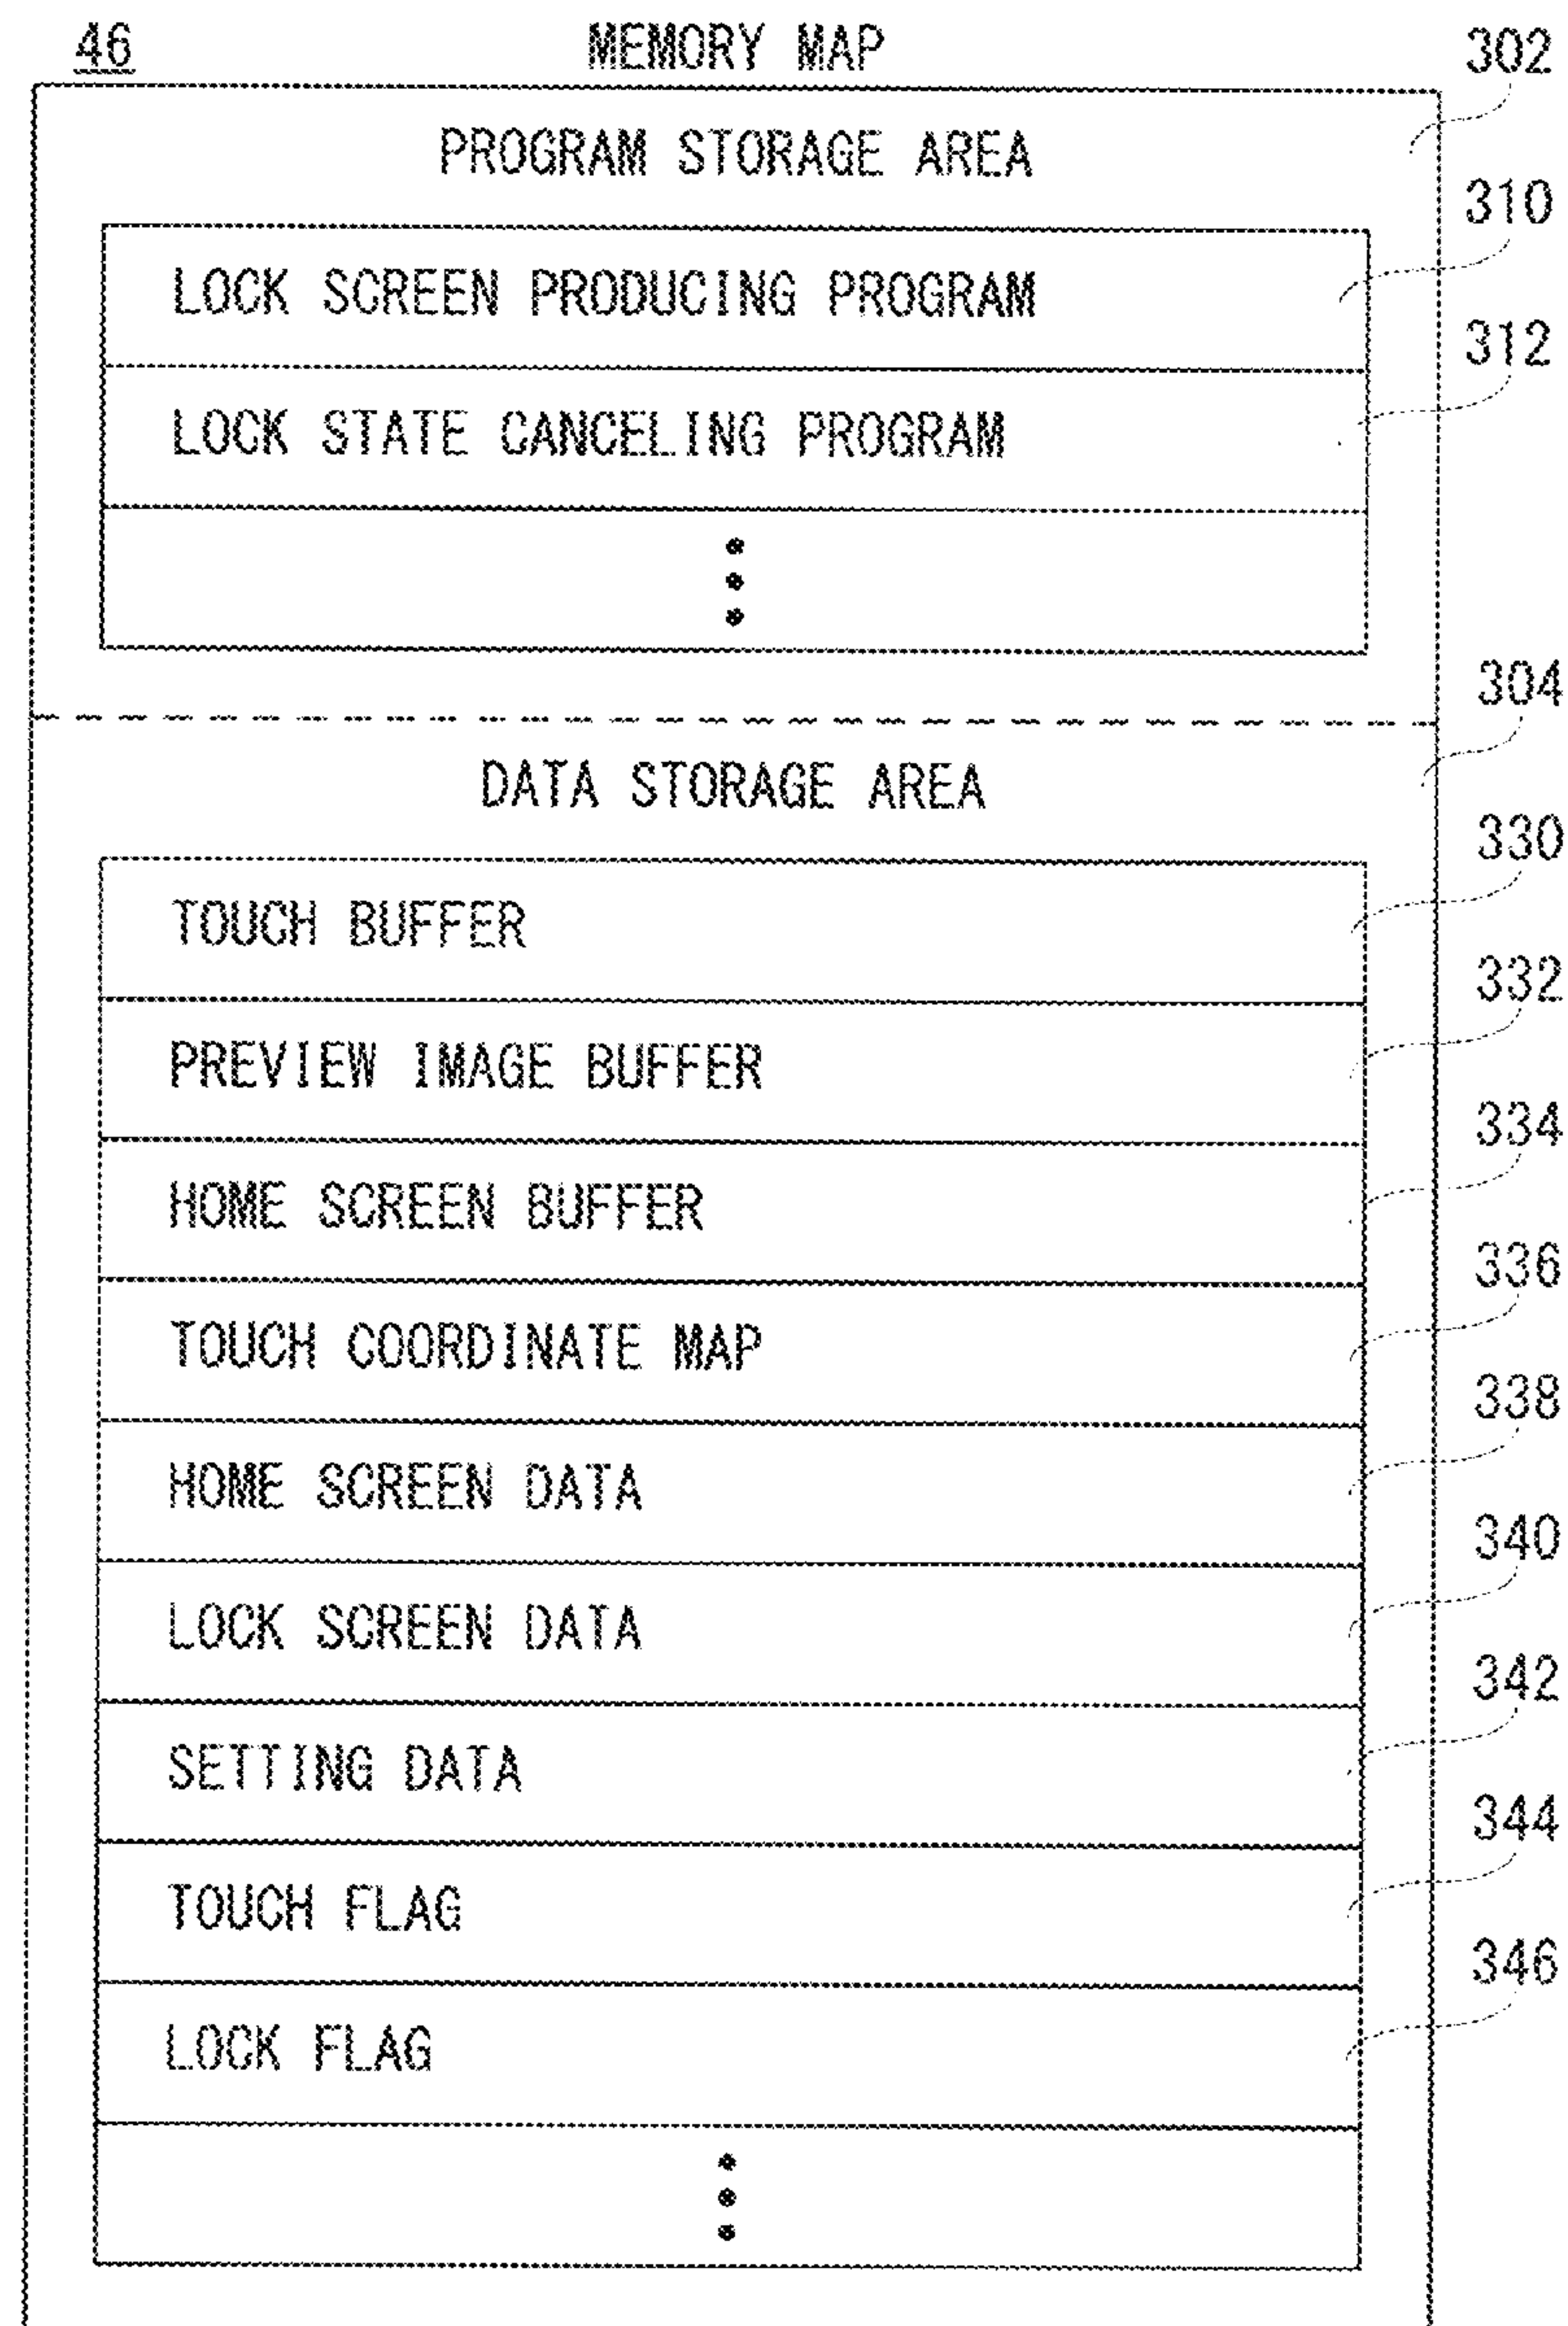 46 MEMORY MAP 302
PROGRAM STORAGE AREA
310
LOCK SCREEN PRODUCING PROGRAM
312
LOCK STATE CANCELING PROGRAM
304
DATA STORAGE AREA
330
TOUCH BUFFER
332
PREVIEW IMAGE BUFFER
334
HOME SCREEN BUFFER
336
TOUCH COORDINATE MAP
338
HOME SCREEN DATA
340
LOCK SCREEN DATA
342
SETTING DATA
344
TOUCH FLAG
346
LOCK FLAG